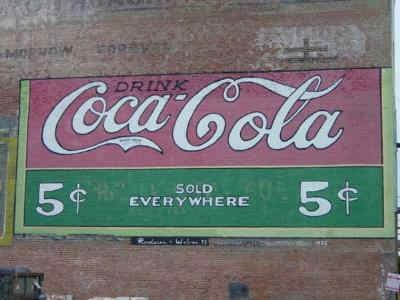 DRINK
Coca-Cola
5¢ SOLD EVERYWHERE 5¢